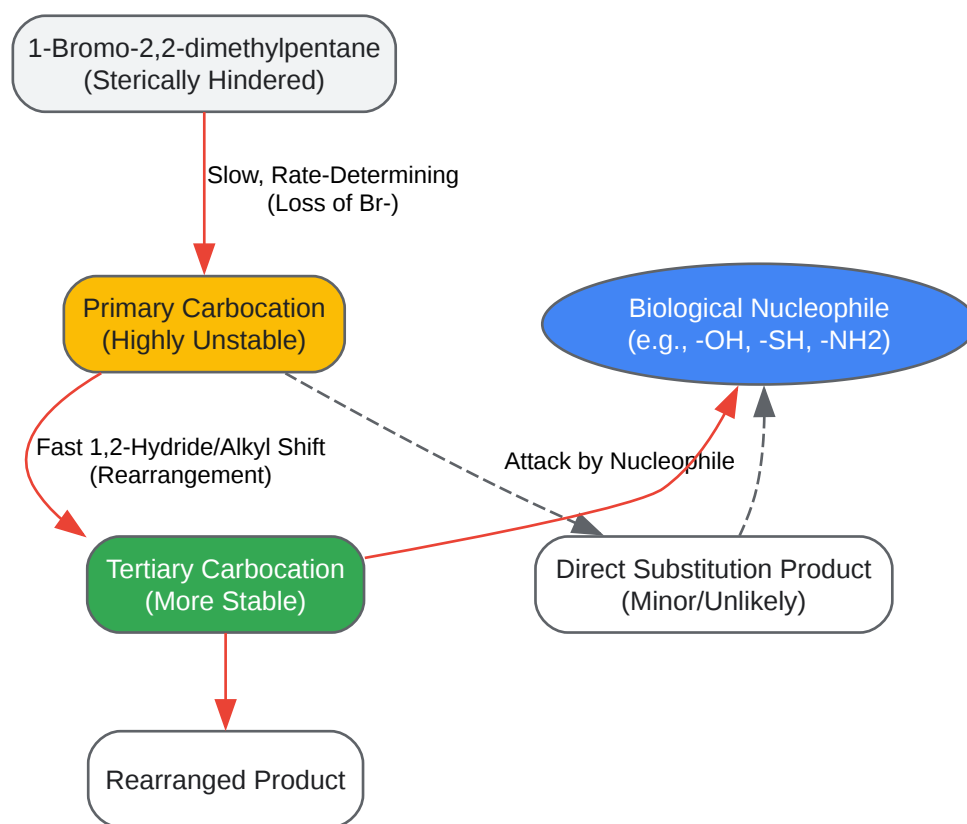 1-Bromo-2,2-dimethylpentane
(Sterically Hindered)
Slow, Rate-Determining
(Loss of Br-)
Primary Carbocation
(Highly Unstable)
Biological Nucleophile
(e.g., -OH, -SH, -NH2)
Fast 1,2-Hydride/Alkyl Shift
(Rearrangement)
Attack by Nucleophile
Tertiary Carbocation
(More Stable)
Direct Substitution Product
(Minor/Unlikely)
Rearranged Product